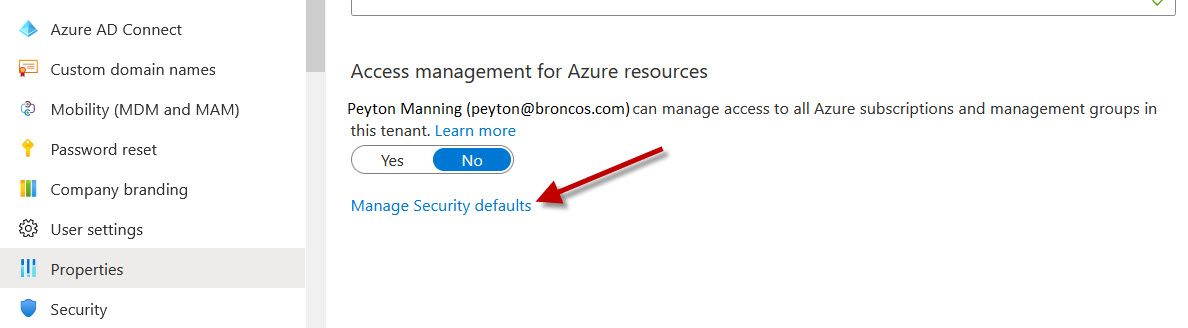 Azure AD Connect
Custom domain names
Mobility (MDM and MAM)
Password reset
Company branding
User settings
Properties
Security
Access management for Azure resources
Peyton Manning (peyton@broncos.com) can manage access to all Azure subscriptions and management groups in
this tenant. Learn more
Yes No
Manage Security defaults